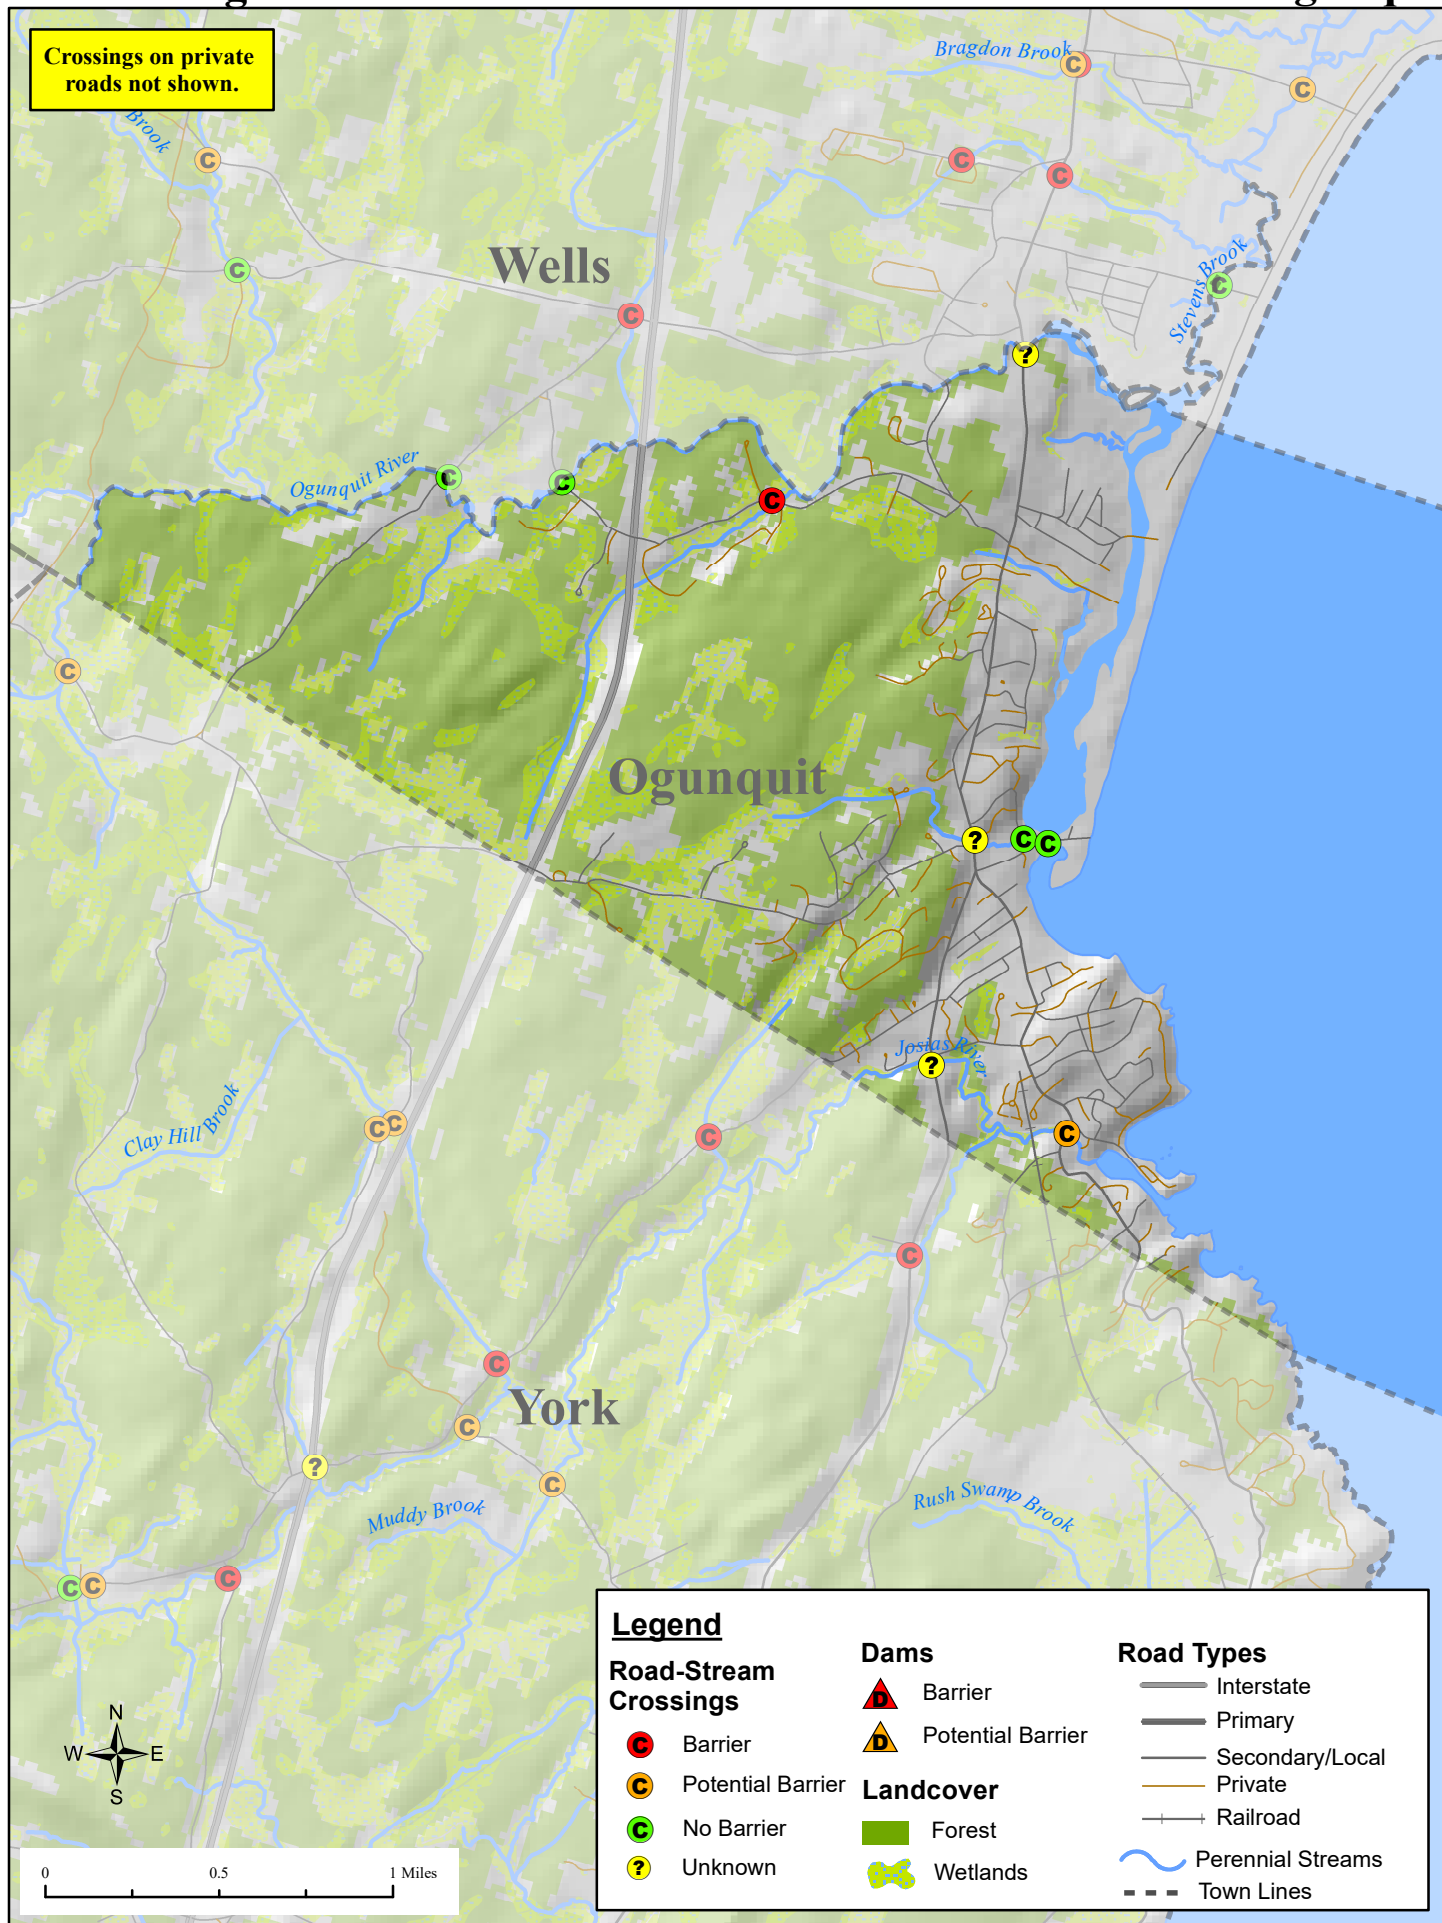 Crossings on private
roads not shown.
Bragdon Brook
Brook
Wells
Stevens Brook
Ogunquit River
Ogunquit
Josias River
Clay Hill Brook
York
Muddy Brook
Rush Swamp Brook
Legend
Road-Stream
Crossings
C Barrier
C Potential Barrier
C No Barrier
? Unknown
Dams
D Barrier
D Potential Barrier
Landcover
Forest
Wetlands
Road Types
Interstate
Primary
Secondary/Local
Private
Railroad
Perennial Streams
Town Lines
N
W E
S
0 0.5 1 Miles